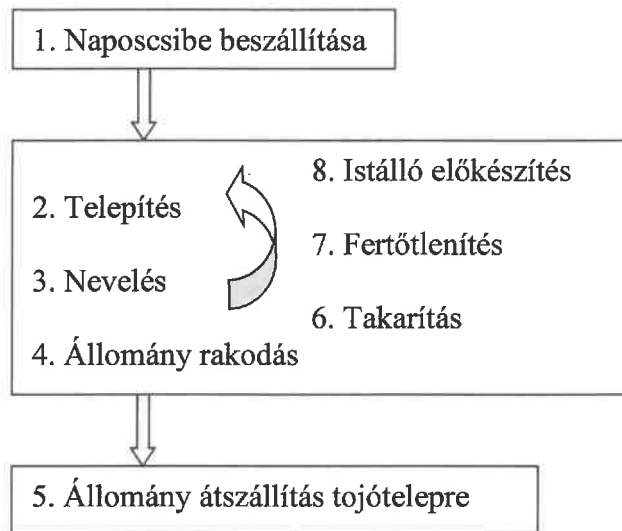 1. Naposcsibe beszállítása
2. Telepítés
3. Nevelés
4. Állomány rakodás
8. Istálló előkészítés
7. Fertőtlenítés
6. Takarítás
5. Állomány átszállítás tojótelepre